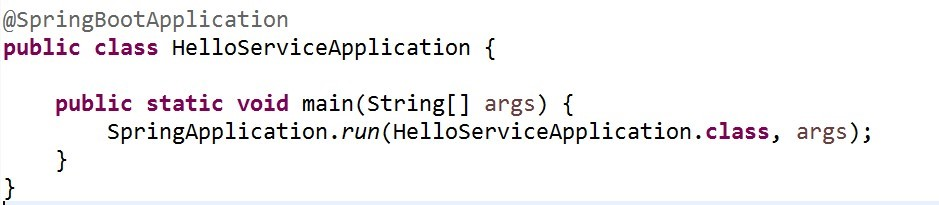 @SpringBootApplication
public class HelloServiceApplication {
    public static void main(String[] args) {
        SpringApplication.run(HelloServiceApplication.class, args);
    }
}